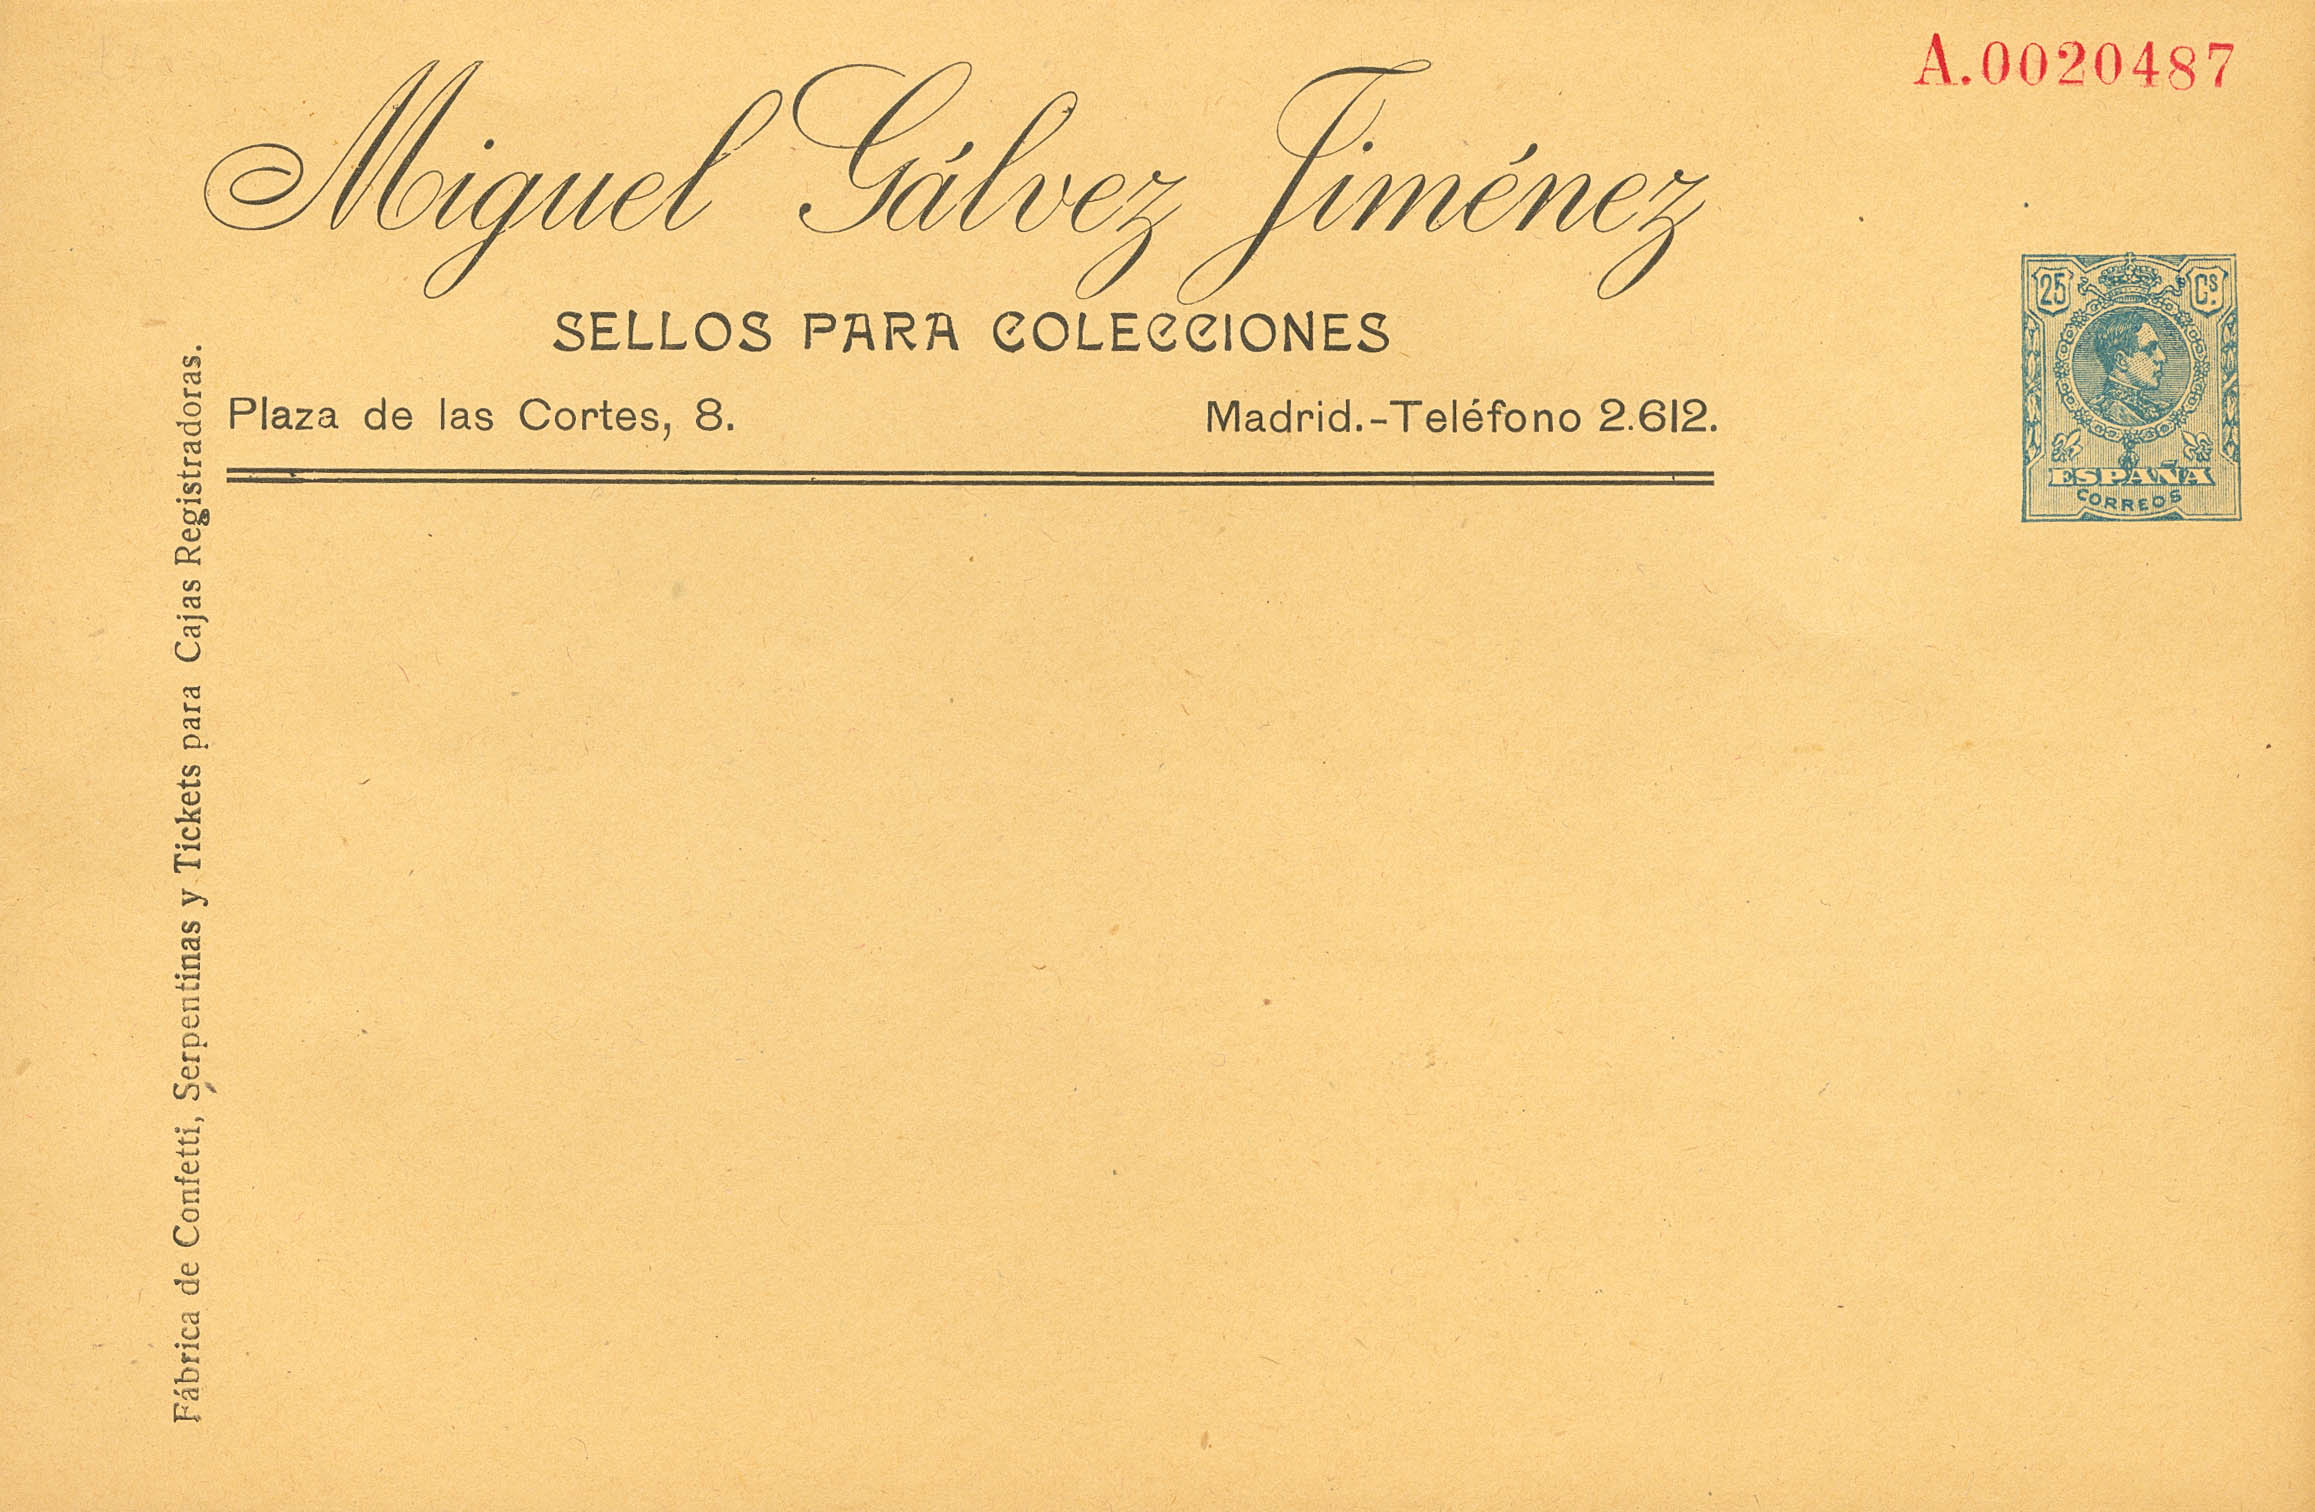 A.0020487
Miguel Gálvez Jiménez
SELLOS PARA COLECCIONES
Plaza de las Cortes, 8.
Madrid.-Teléfono 2.612.
25 Cs.
ESPAÑA
CORREOS
Fábrica de Confetti, Serpentinas y Tickets para Cajas Registradoras.